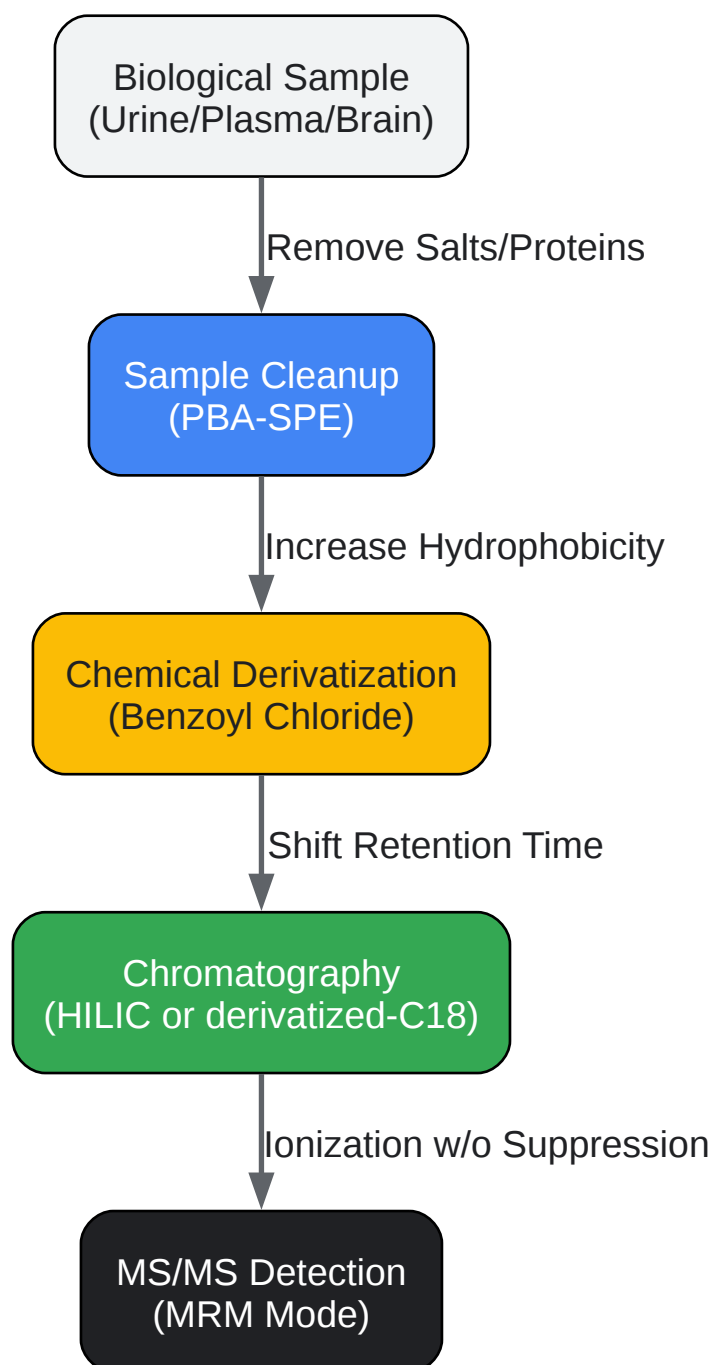 Biological Sample
(Urine/Plasma/Brain)
Remove Salts/Proteins
Sample Cleanup
(PBA-SPE)
Increase Hydrophobicity
Chemical Derivatization
(Benzoyl Chloride)
Shift Retention Time
Chromatography
(HILIC or derivatized-C18)
Ionization w/o Suppression
MS/MS Detection
(MRM Mode)